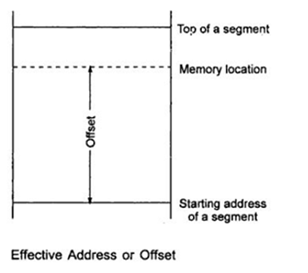 Top of a segment
Memory location
Offset
Starting address
of a segment
Effective Address or Offset